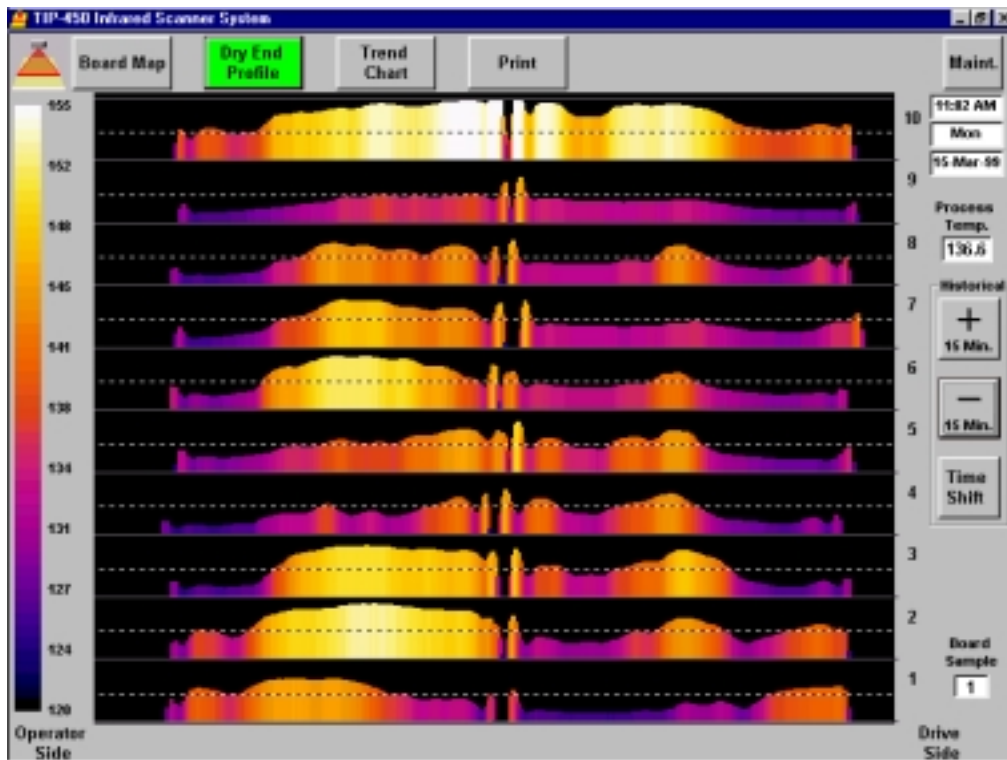 TIP-450 Infrared Scanner System
Board Map
Dry End
Profile
Trend
Chart
Print
Maint.
155
152
148
145
141
138
134
131
127
124
120
10
9
8
7
6
5
4
3
2
1
11:02 AM
Mon
15-Mar-99
Process
Temp.
136.6
Historical
+
15 Min.
−
15 Min.
Time
Shift
Board
Sample
1
Operator
Side
Drive
Side